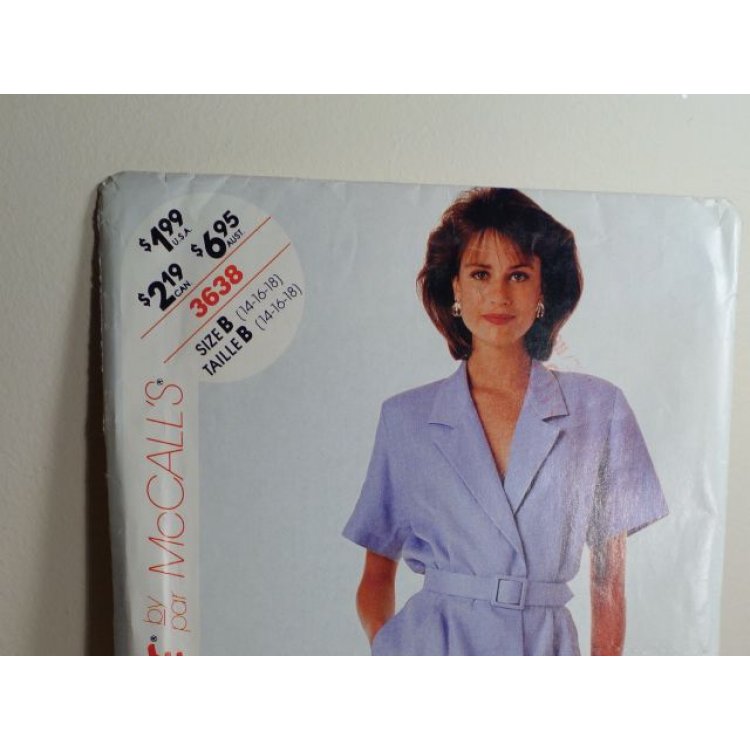 $1.99 U.S.A.
$6.95 AUST.
$2.19 CAN
3638
SIZE B (14-16-18)
TAILLE B (14-16-18)
by
par McCALL'S®